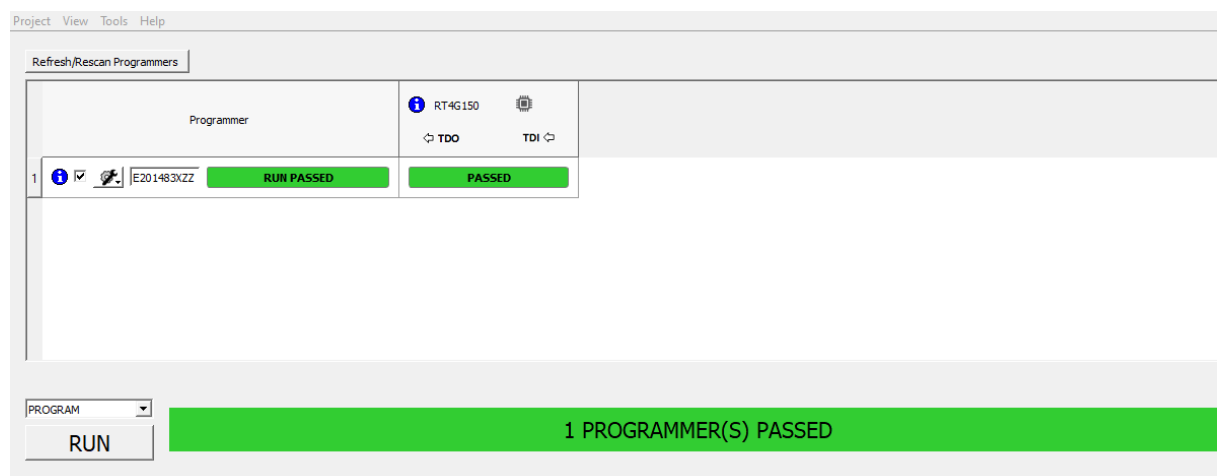 Project View Tools Help
Refresh/Rescan Programmers
Programmer
RT4G150
TDO TDI
1 E201483XZZ RUN PASSED PASSED
PROGRAM
RUN
1 PROGRAMMER(S) PASSED